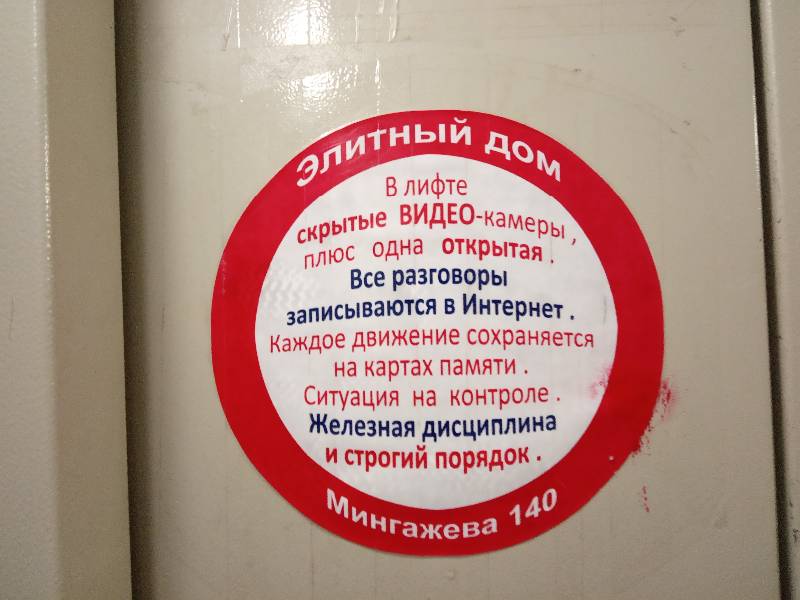 Элитный дом
В лифте
скрытые ВИДЕО-камеры ,
плюс одна открытая .
Все разговоры
записываются в Интернет .
Каждое движение сохраняется
на картах памяти .
Ситуация на контроле .
Железная дисциплина
и строгий порядок .
Мингажева 140